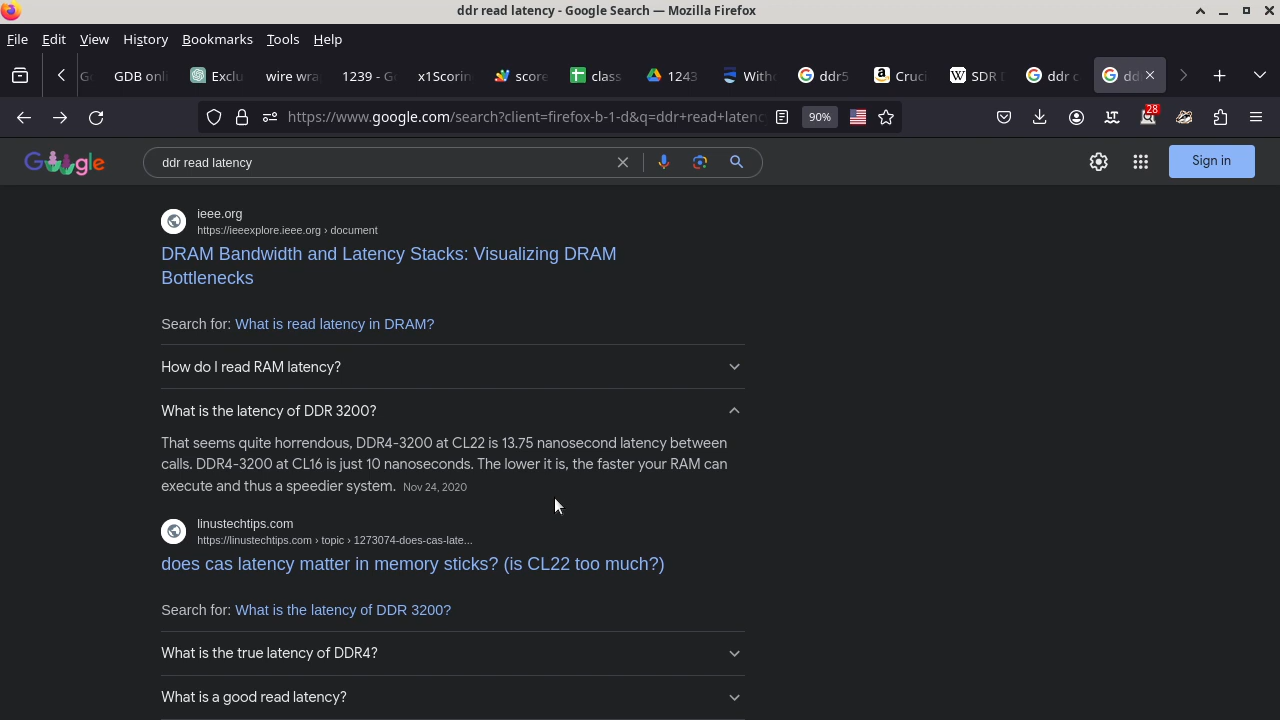 ddr read latency - Google Search — Mozilla Firefox
File Edit View History Bookmarks Tools Help
GDB onl
Exclu
wire wra
1239 - G
x1Scorin
score
class
1243
With
ddr5
Cruci
SDR
ddr c
dd
https://www.google.com/search?client=firefox-b-1-d&q=ddr+read+latenc
90%
28
Google
ddr read latency
Sign in
ieee.org
https://ieeexplore.ieee.org › document
DRAM Bandwidth and Latency Stacks: Visualizing DRAM
Bottlenecks
Search for: What is read latency in DRAM?
How do I read RAM latency?
What is the latency of DDR 3200?
That seems quite horrendous, DDR4-3200 at CL22 is 13.75 nanosecond latency between
calls. DDR4-3200 at CL16 is just 10 nanoseconds. The lower it is, the faster your RAM can
execute and thus a speedier system. Nov 24, 2020
linustechtips.com
https://linustechtips.com › topic › 1273074-does-cas-late...
does cas latency matter in memory sticks? (is CL22 too much?)
Search for: What is the latency of DDR 3200?
What is the true latency of DDR4?
What is a good read latency?